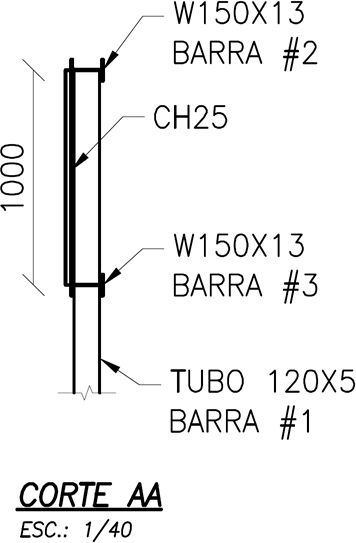 W150X13
BARRA #2
CH25
1000
W150X13
BARRA #3
TUBO 120X5
BARRA #1
CORTE AA
ESC.: 1/40